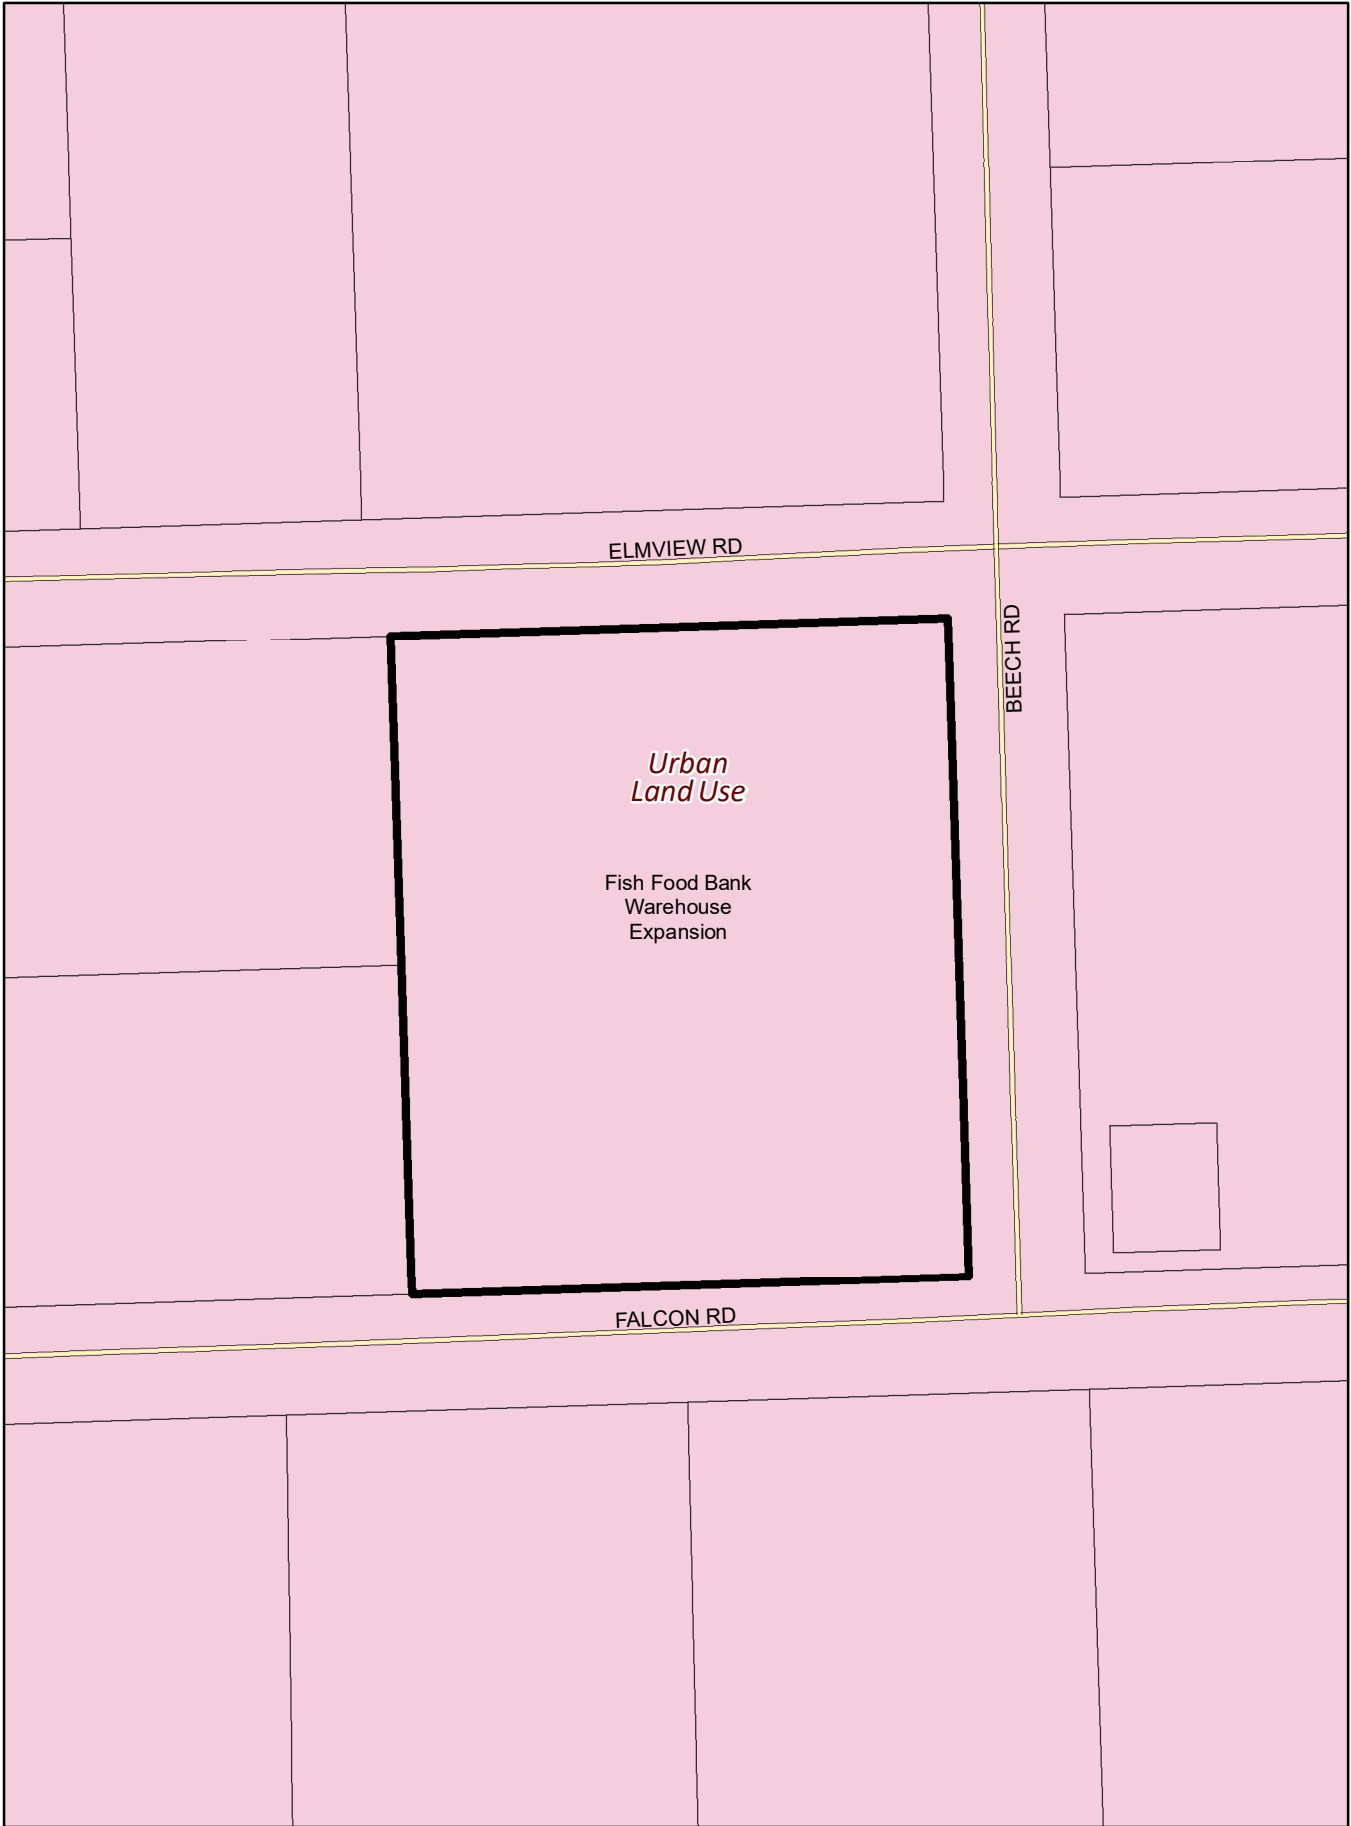 ELMVIEW RD
BEECH RD
Urban
Land Use
Fish Food Bank
Warehouse
Expansion
FALCON RD